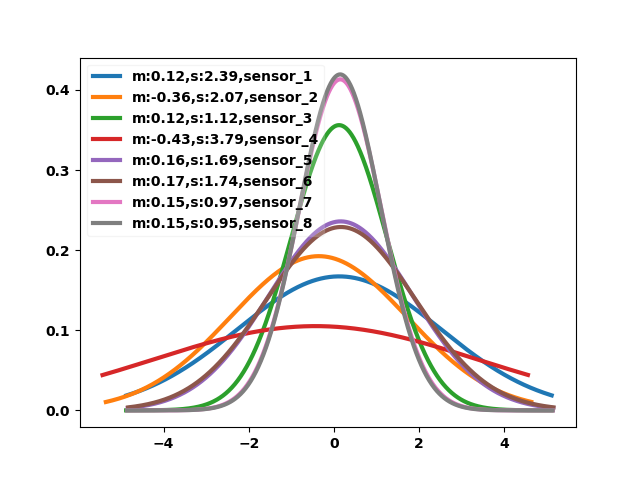 m:0.12,s:2.39,sensor_1
m:-0.36,s:2.07,sensor_2
m:0.12,s:1.12,sensor_3
m:-0.43,s:3.79,sensor_4
m:0.16,s:1.69,sensor_5
m:0.17,s:1.74,sensor_6
m:0.15,s:0.97,sensor_7
m:0.15,s:0.95,sensor_8
0.4
0.3
0.2
0.1
0.0
−4 −2 0 2 4